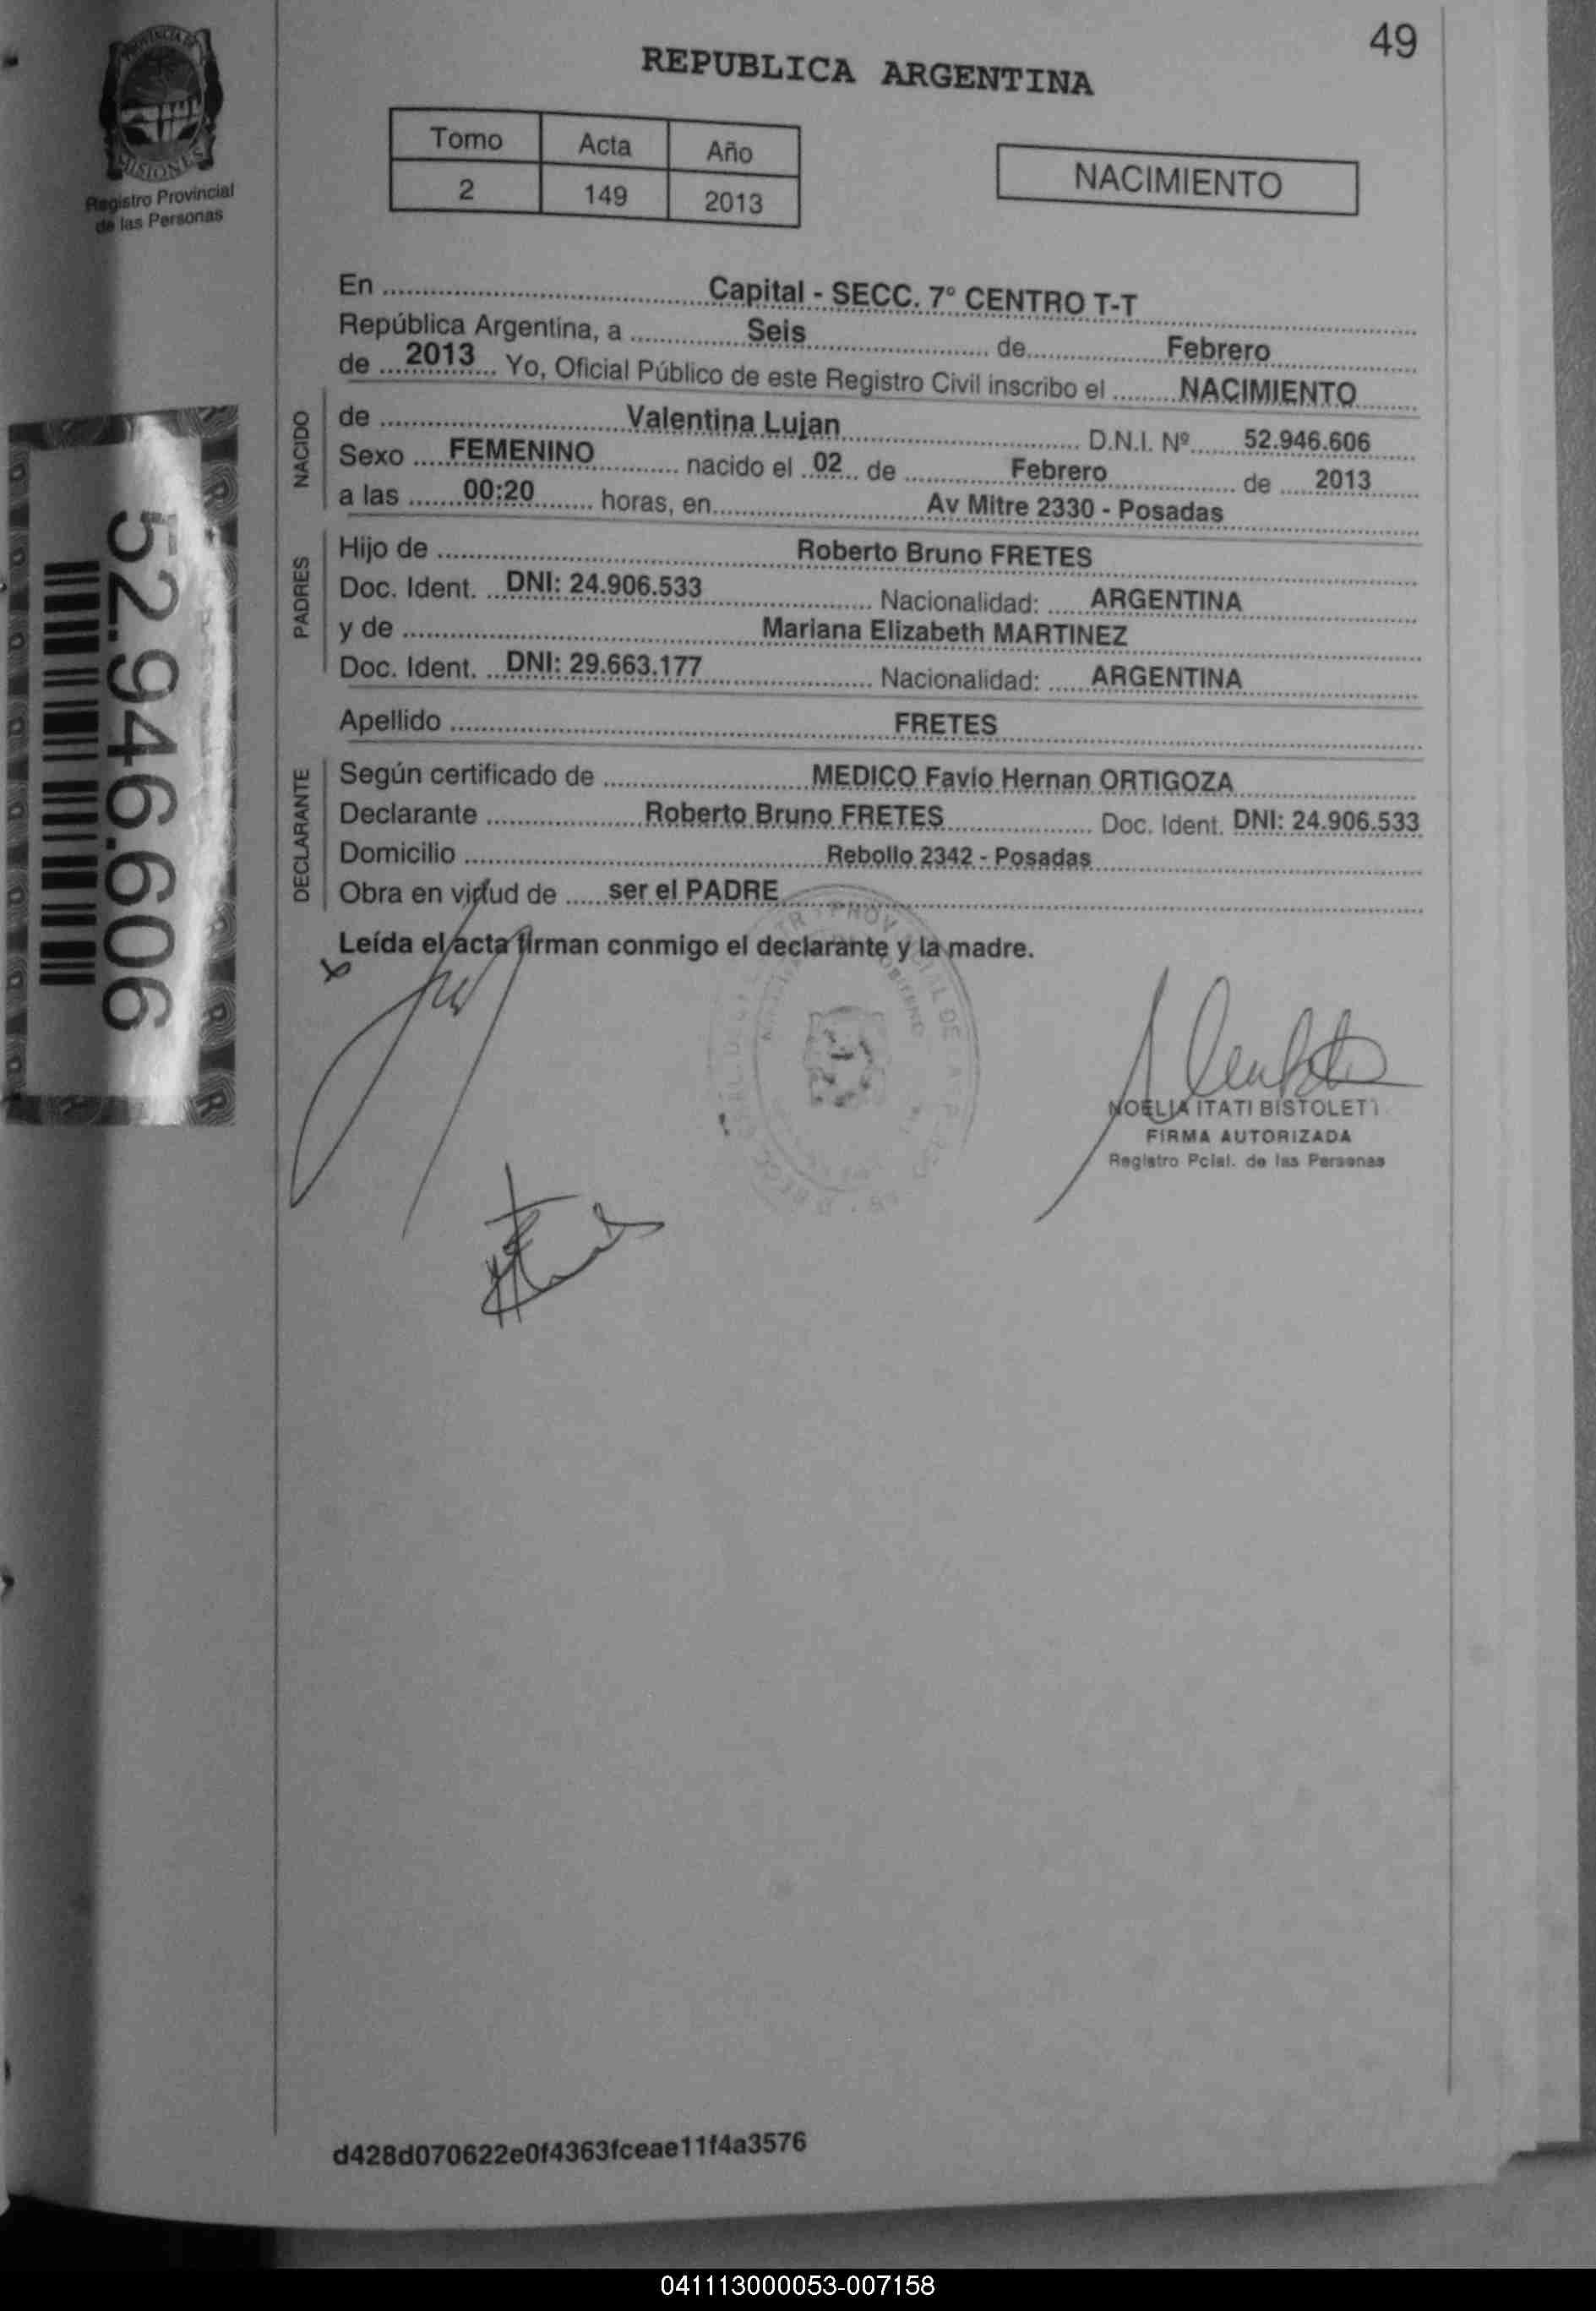 49
REPUBLICA ARGENTINA
PROVINCIA DE
MISIONES
Registro Provincial
de las Personas
Tomo Acta Año
2 149 2013
NACIMIENTO
En ........ Capital - SECC. 7° CENTRO T-T
República Argentina, a ........ Seis ........ de ........ Febrero
de ..... 2013 ..... Yo, Oficial Público de este Registro Civil inscribo el ........ NACIMIENTO
NACIDO
de ........ Valentina Lujan ........ D.N.I. Nº ...... 52.946.606
Sexo ..... FEMENINO ........ nacido el .. 02 ... de ........ Febrero ........ de ..... 2013
a las ....... 00:20 ....... horas, en ........ Av Mitre 2330 - Posadas
PADRES
Hijo de ........ Roberto Bruno FRETES
Doc. Ident. ... DNI: 24.906.533 ........ Nacionalidad: ..... ARGENTINA
y de ........ Mariana Elizabeth MARTINEZ
Doc. Ident. ... DNI: 29.663.177 ........ Nacionalidad: ...... ARGENTINA
Apellido ........ FRETES
DECLARANTE
Según certificado de ........ MEDICO Favio Hernan ORTIGOZA
Declarante ........ Roberto Bruno FRETES ........ Doc. Ident. DNI: 24.906.533
Domicilio ........ Rebollo 2342 - Posadas
Obra en virtud de ...... ser el PADRE
Leída el acta firman conmigo el declarante y la madre.
NOELIA ITATI BISTOLETI
FIRMA AUTORIZADA
Registro Pcial. de las Personas
52.946.606
d428d070622e0f4363fceae11f4a3576
041113000053-007158